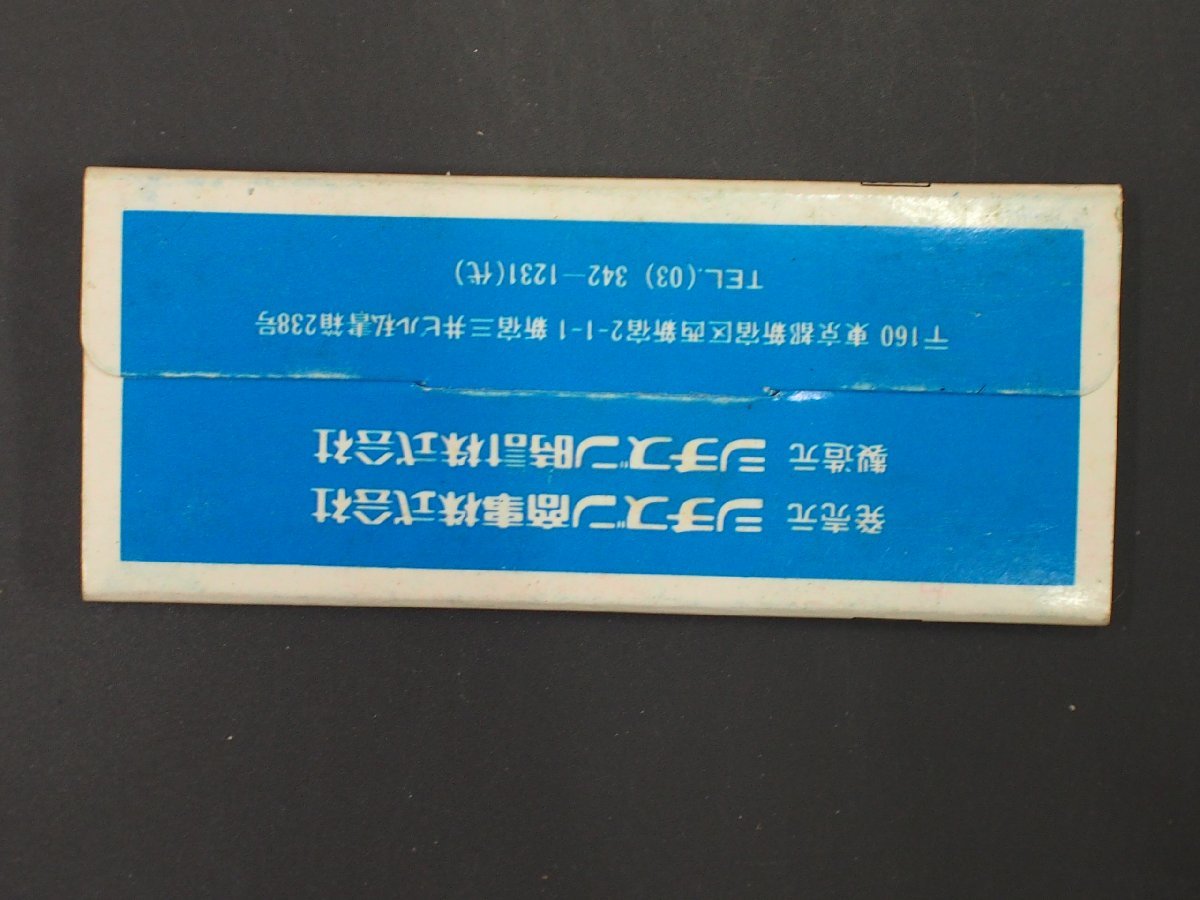 発売元 シチズン商事株式会社
製造元 シチズン時計株式会社
〒160 東京都新宿区西新宿2-1-1 新宿三井ビル私書箱238号
TEL.(03) 342—1231(代)